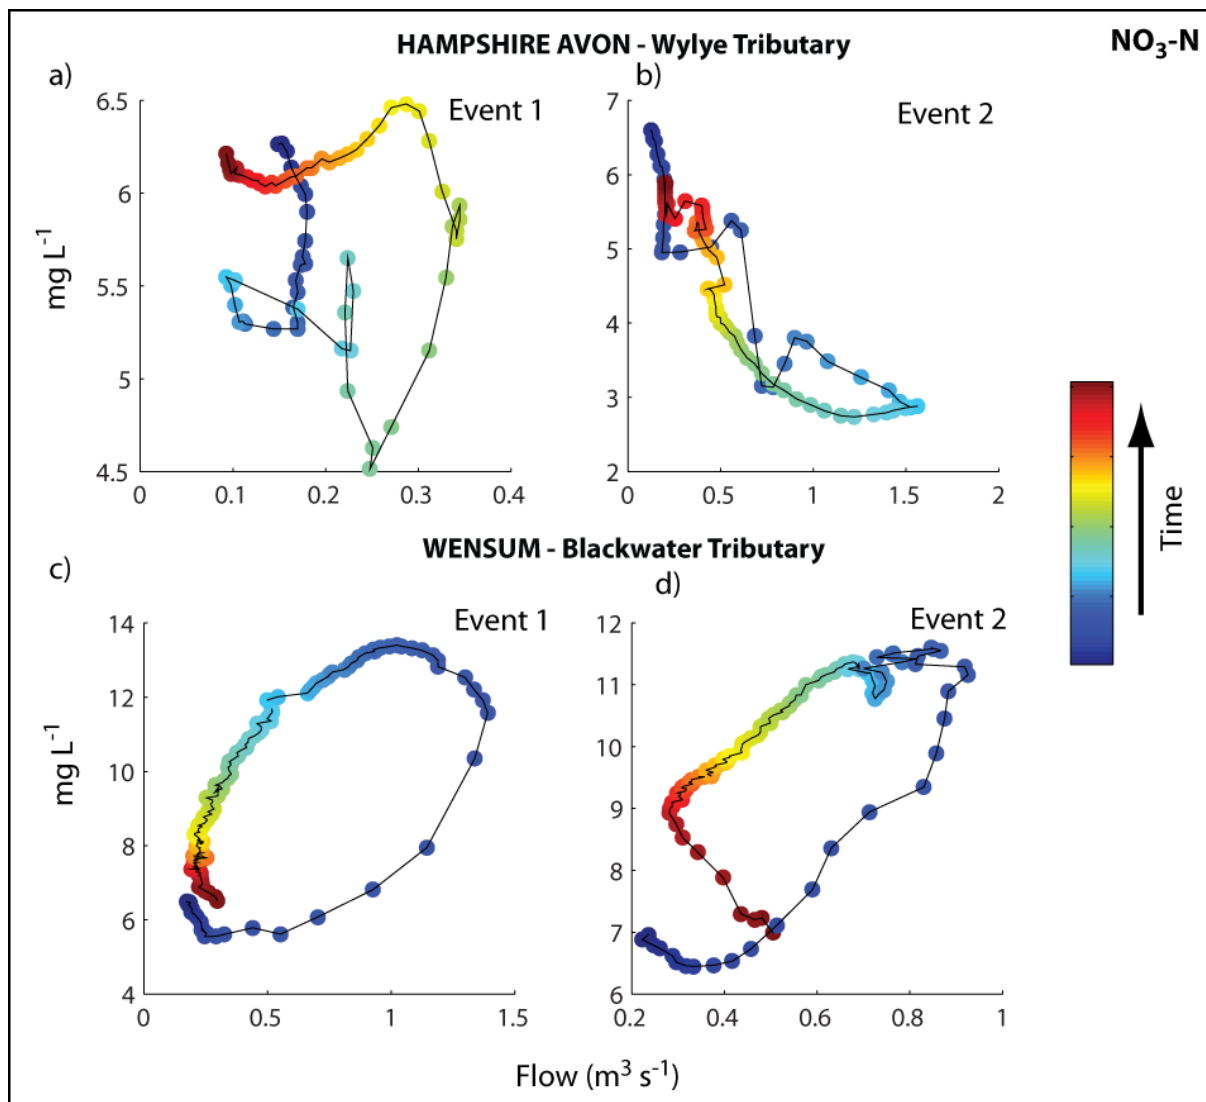 HAMPSHIRE AVON - Wylye Tributary
NO₃-N
a)
b)
Event 1
Event 2
mg L⁻¹
6.5
6
5.5
5
4.5
0
0.1
0.2
0.3
0.4
7
6
5
4
3
2
0
0.5
1
1.5
2
Time
WENSUM - Blackwater Tributary
c)
d)
Event 1
Event 2
mg L⁻¹
14
12
10
8
6
4
0
0.5
1
1.5
12
11
10
9
8
7
6
0.2
0.4
0.6
0.8
1
Flow (m³ s⁻¹)